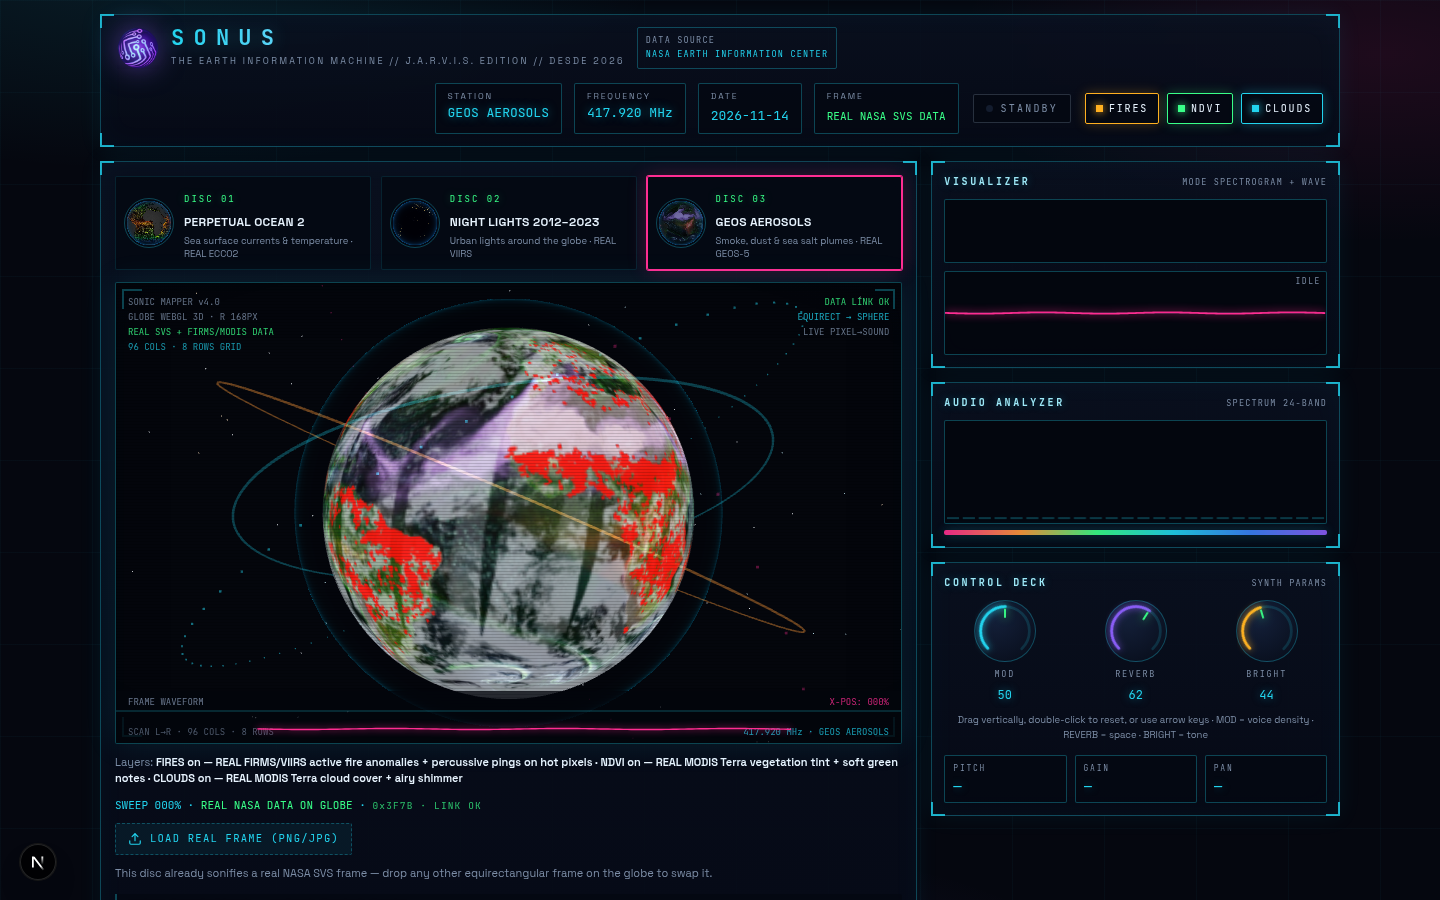 SONUS
THE EARTH INFORMATION MACHINE // J.A.R.V.I.S. EDITION // DESDE 2026
DATA SOURCE
NASA EARTH INFORMATION CENTER
STATION
GEOS AEROSOLS
FREQUENCY
417.920 MHz
DATE
2026-11-14
FRAME
REAL NASA SVS DATA
STANDBY
FIRES
NDVI
CLOUDS
DISC 01
PERPETUAL OCEAN 2
Sea surface currents & temperature ·
REAL ECCO2
DISC 02
NIGHT LIGHTS 2012–2023
Urban lights around the globe · REAL
VIIRS
DISC 03
GEOS AEROSOLS
Smoke, dust & sea salt plumes · REAL
GEOS-5
SONIC MAPPER v4.0
GLOBE WEBGL 3D · R 168PX
REAL SVS + FIRMS/MODIS DATA
96 COLS · 8 ROWS GRID
DATA LINK OK
EQUIRECT → SPHERE
LIVE PIXEL→SOUND
FRAME WAVEFORM
X-POS: 000%
SCAN L→R · 96 COLS · 8 ROWS
417.920 MHz · GEOS AEROSOLS
Layers: FIRES on — REAL FIRMS/VIIRS active fire anomalies + percussive pings on hot pixels · NDVI on — REAL MODIS Terra vegetation tint + soft green
notes · CLOUDS on — REAL MODIS Terra cloud cover + airy shimmer
SWEEP 000% · REAL NASA DATA ON GLOBE · 0x3F7B · LINK OK
LOAD REAL FRAME (PNG/JPG)
This disc already sonifies a real NASA SVS frame — drop any other equirectangular frame on the globe to swap it.
VISUALIZER
MODE SPECTROGRAM + WAVE
IDLE
AUDIO ANALYZER
SPECTRUM 24-BAND
CONTROL DECK
SYNTH PARAMS
MOD
50
REVERB
62
BRIGHT
44
Drag vertically, double-click to reset, or use arrow keys · MOD = voice density ·
REVERB = space · BRIGHT = tone
PITCH
—
GAIN
—
PAN
—
N